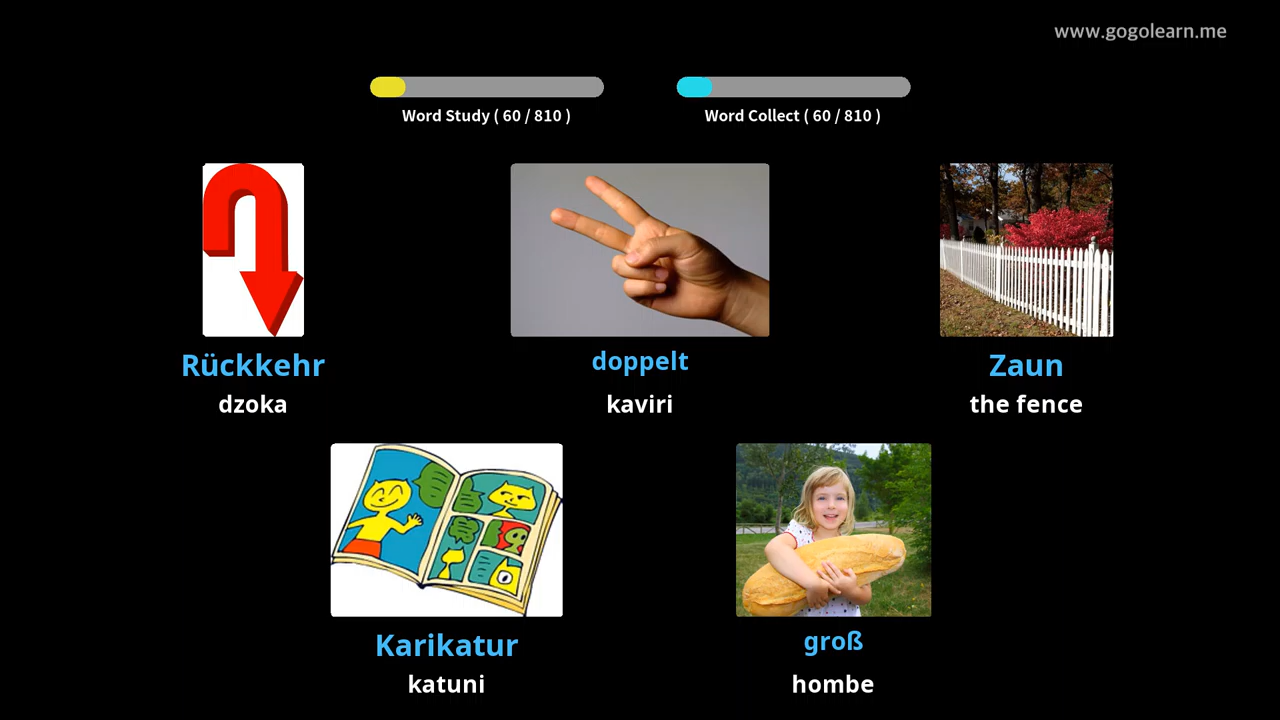 www.gogolearn.me
Word Study ( 60 / 810 )
Word Collect ( 60 / 810 )
Rückkehr
dzoka
doppelt
kaviri
Zaun
the fence
Karikatur
katuni
groß
hombe